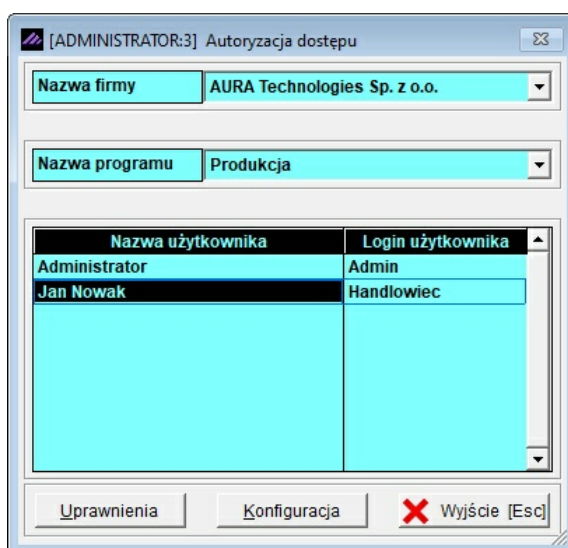 [ADMINISTRATOR:3] Autoryzacja dostępu
Nazwa firmy AURA Technologies Sp. z o.o.
Nazwa programu Produkcja
Nazwa użytkownika Login użytkownika
Administrator Admin
Jan Nowak Handlowiec
Uprawnienia Konfiguracja Wyjście [Esc]